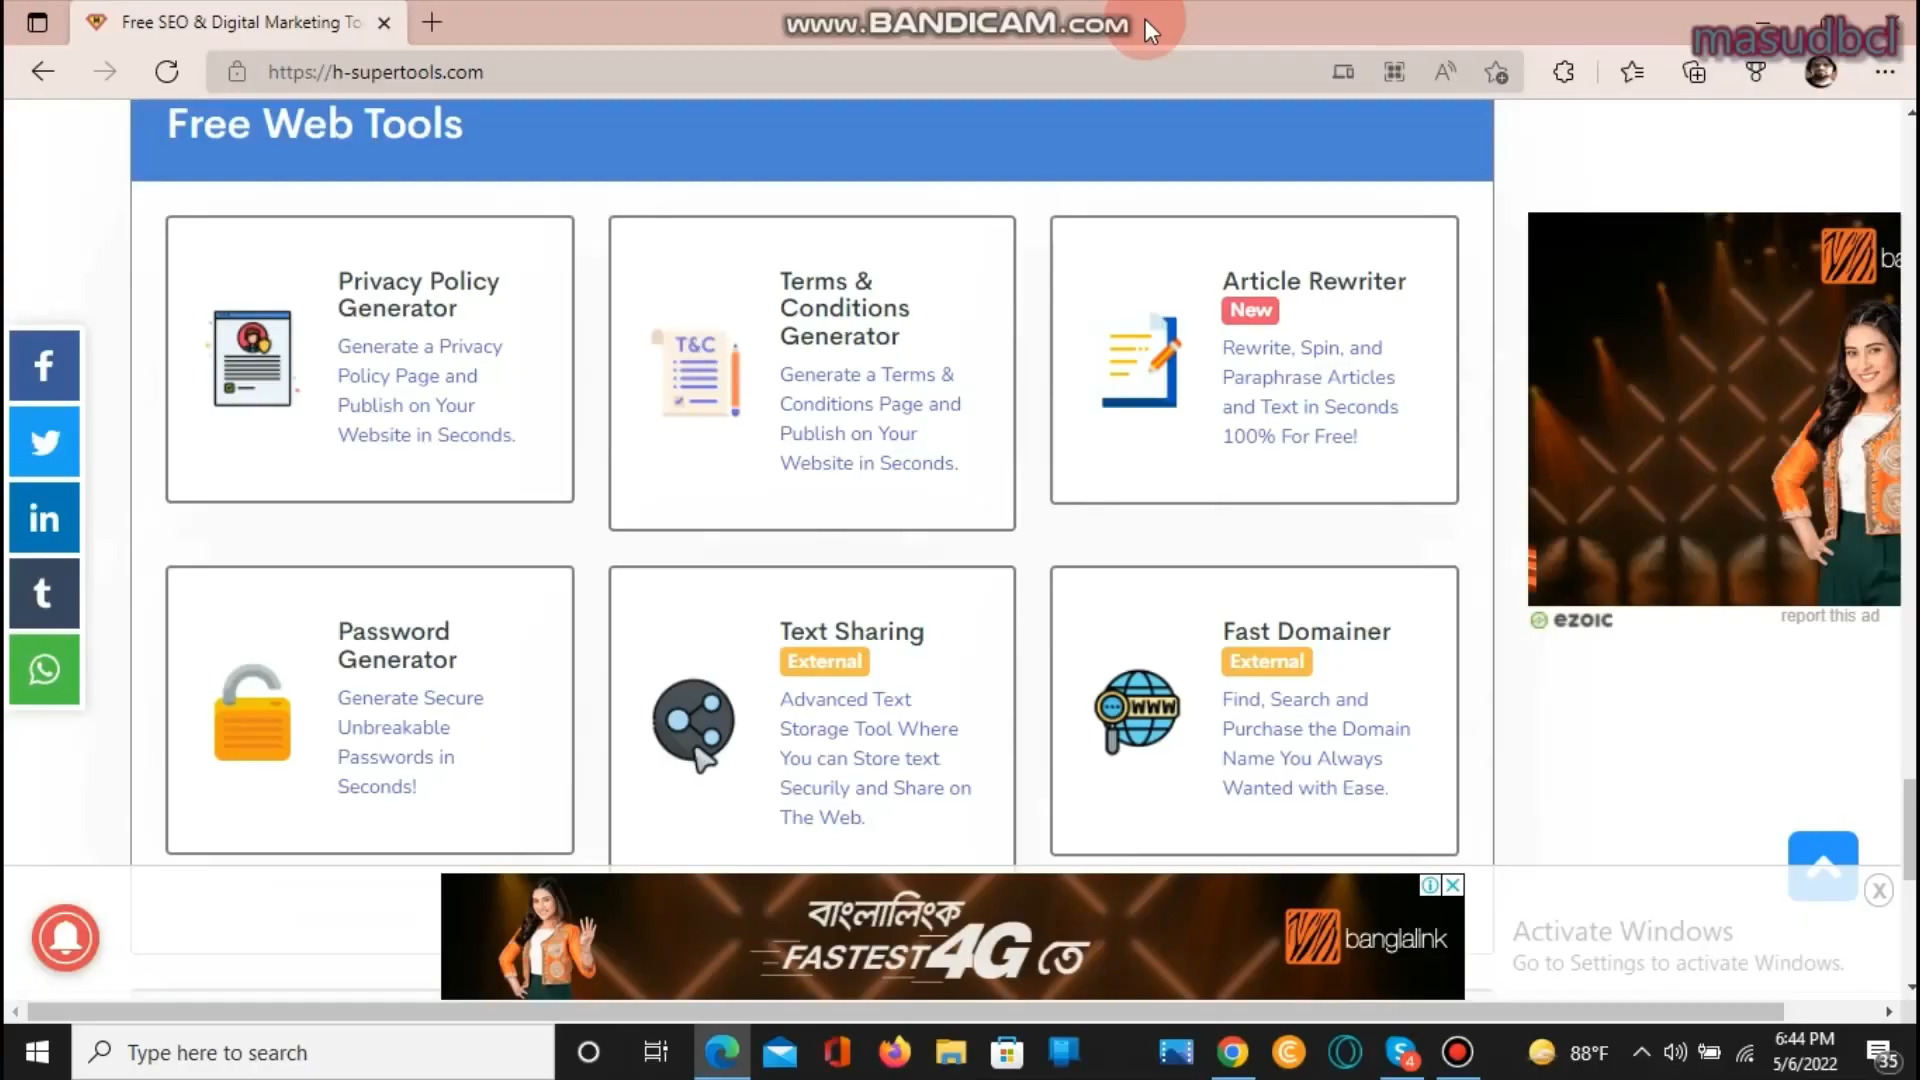 Free SEO & Digital Marketing To
www.BANDICAM.com
masudbcl
https://h-supertools.com
Free Web Tools
Privacy Policy
Generator
Generate a Privacy
Policy Page and
Publish on Your
Website in Seconds.
T&C
Terms &
Conditions
Generator
Generate a Terms &
Conditions Page and
Publish on Your
Website in Seconds.
Article Rewriter
New
Rewrite, Spin, and
Paraphrase Articles
and Text in Seconds
100% For Free!
ba
ezoic
report this ad
Password
Generator
Generate Secure
Unbreakable
Passwords in
Seconds!
Text Sharing
External
Advanced Text
Storage Tool Where
You can Store text
Securily and Share on
The Web.
www
Fast Domainer
External
Find, Search and
Purchase the Domain
Name You Always
Wanted with Ease.
f
in
t
বাংলালিংক
FASTEST 4G তে
banglalink
Activate Windows
Go to Settings to activate Windows.
Type here to search
4
88°F
6:44 PM
5/6/2022
35